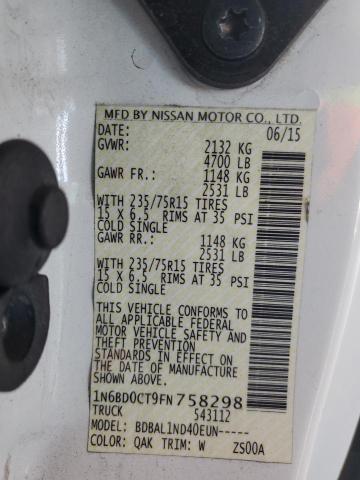 MFD BY NISSAN MOTOR CO., LTD.
DATE: 06/15
GVWR: 2132 KG
4700 LB
GAWR FR.: 1148 KG
2531 LB
WITH 235/75R15 TIRES
15 X 6.5 RIMS AT 35 PSI
COLD SINGLE
GAWR RR.: 1148 KG
2531 LB
WITH 235/75R15 TIRES
15 X 6.5 RIMS AT 35 PSI
COLD SINGLE
THIS VEHICLE CONFORMS TO
ALL APPLICABLE FEDERAL
MOTOR VEHICLE SAFETY AND
THEFT PREVENTION
STANDARDS IN EFFECT ON
THE DATE OF MANUFACTURE
SHOWN ABOVE.
1N6BD0CT9FN758298
TRUCK 543112
MODEL: BDBAL1ND40EUN-----
COLOR: QAK TRIM: W ZS00A